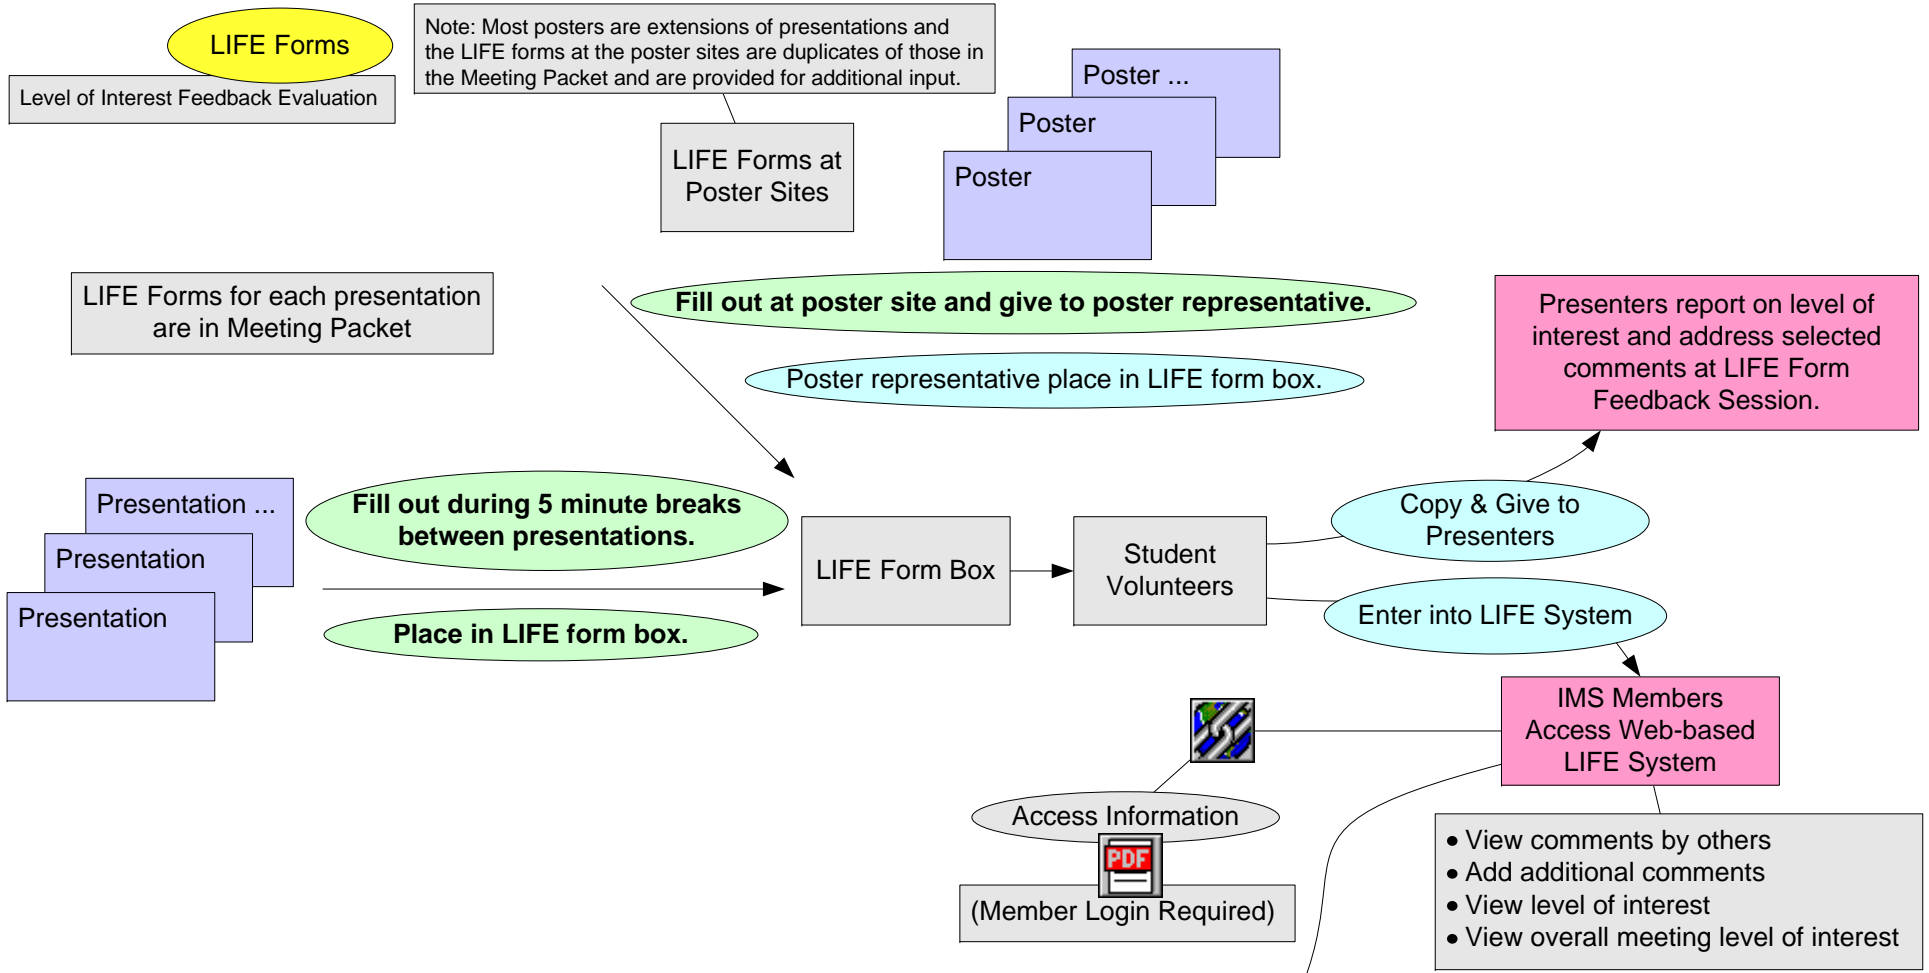 LIFE Forms
Level of Interest Feedback Evaluation
Note: Most posters are extensions of presentations and
the LIFE forms at the poster sites are duplicates of those in
the Meeting Packet and are provided for additional input.
LIFE Forms at
Poster Sites
Poster ...
Poster
Poster
LIFE Forms for each presentation
are in Meeting Packet
Fill out at poster site and give to poster representative.
Poster representative place in LIFE form box.
Presenters report on level of
interest and address selected
comments at LIFE Form
Feedback Session.
Presentation ...
Presentation
Presentation
Fill out during 5 minute breaks
between presentations.
Place in LIFE form box.
LIFE Form Box
Student
Volunteers
Copy & Give to
Presenters
Enter into LIFE System
IMS Members
Access Web-based
LIFE System
Access Information
PDF
(Member Login Required)
• View comments by others
• Add additional comments
• View level of interest
• View overall meeting level of interest